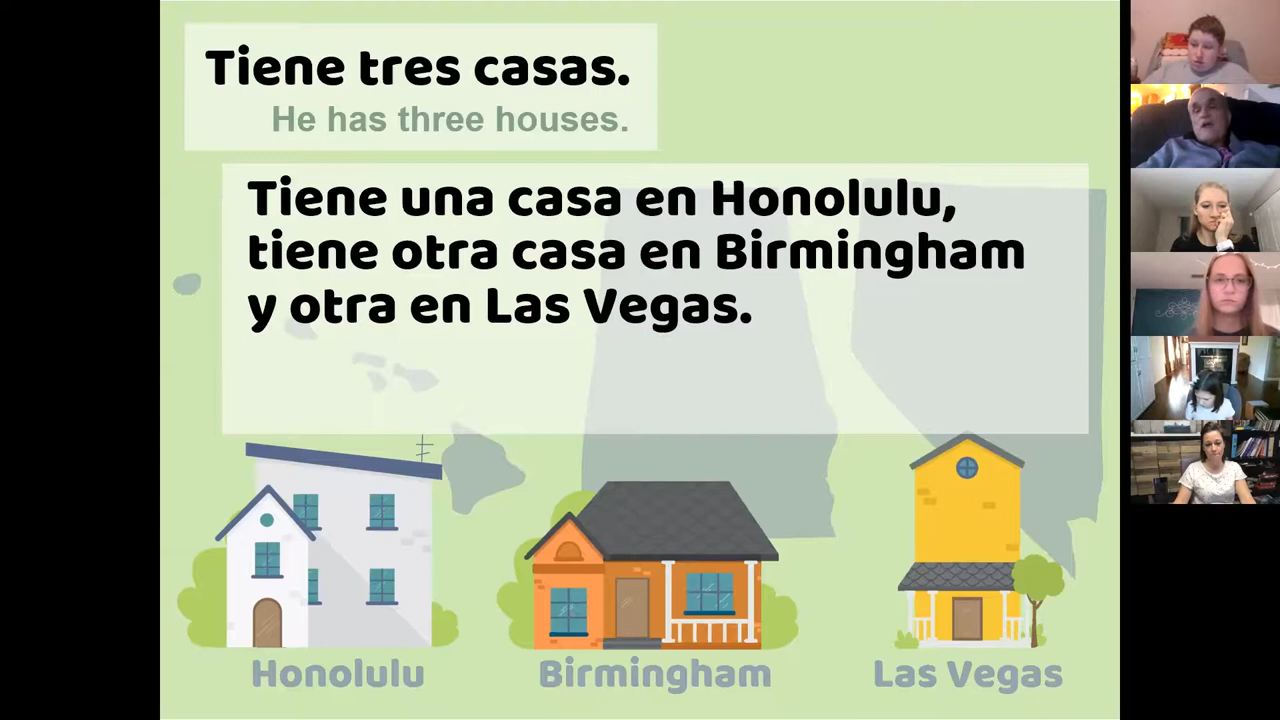 Tiene tres casas.
He has three houses.
Tiene una casa en Honolulu,
tiene otra casa en Birmingham
y otra en Las Vegas.
Honolulu
Birmingham
Las Vegas